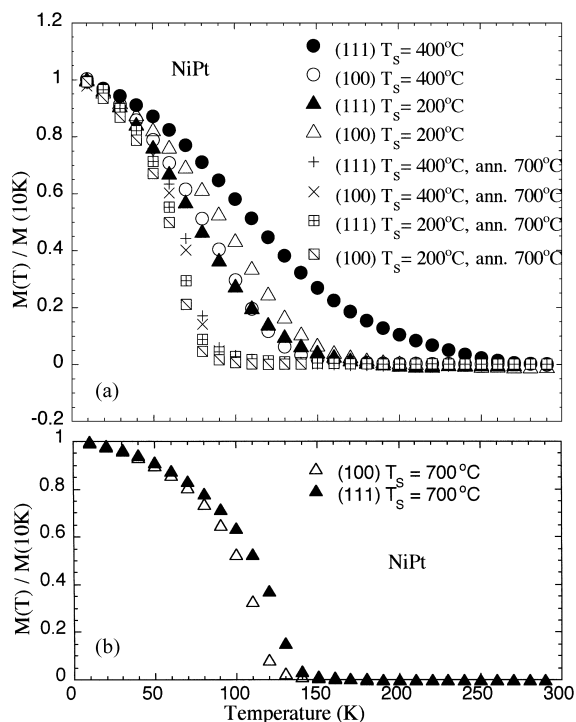 1.2
1
0.8
0.6
0.4
0.2
0
-0.2
M(T) / M (10K)
NiPt
(111) T_S = 400°C
(100) T_S = 400°C
(111) T_S = 200°C
(100) T_S = 200°C
(111) T_S = 400°C, ann. 700°C
(100) T_S = 400°C, ann. 700°C
(111) T_S = 200°C, ann. 700°C
(100) T_S = 200°C, ann. 700°C
(a)
1
0.8
0.6
0.4
0.2
0
M(T) / M(10K)
(100) T_S = 700°C
(111) T_S = 700°C
NiPt
(b)
0 50 100 150 200 250 300
Temperature (K)